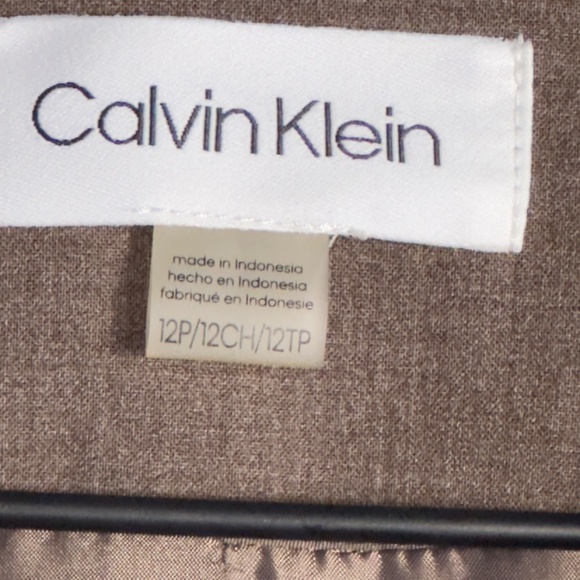 Calvin Klein
made in Indonesia
hecho en Indonesia
fabriqué en Indonesie
12P/12CH/12TP